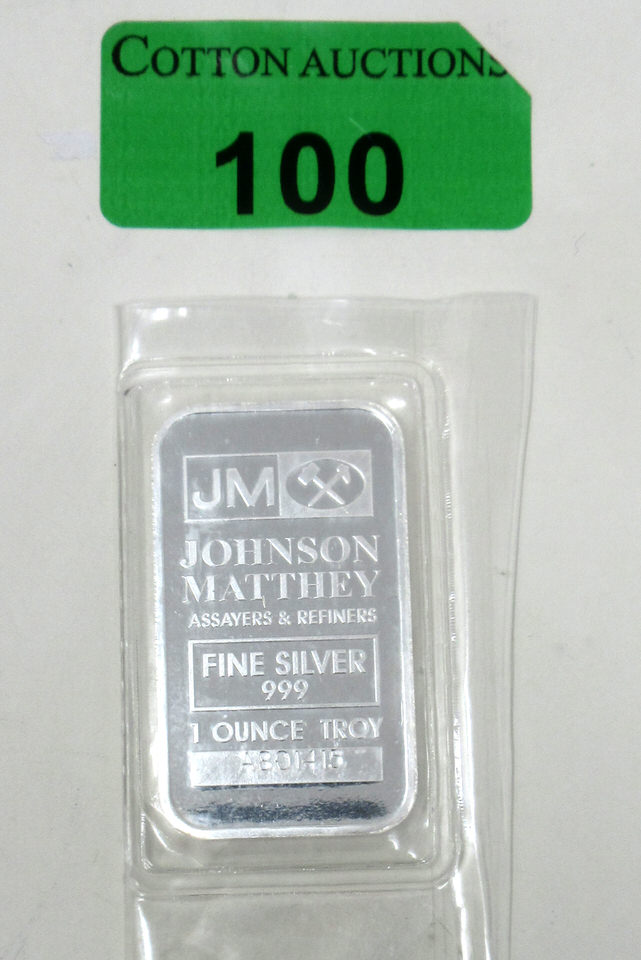 COTTON AUCTIONS
100
JM
JOHNSON
MATTHEY
ASSAYERS & REFINERS
FINE SILVER
999
1 OUNCE TROY